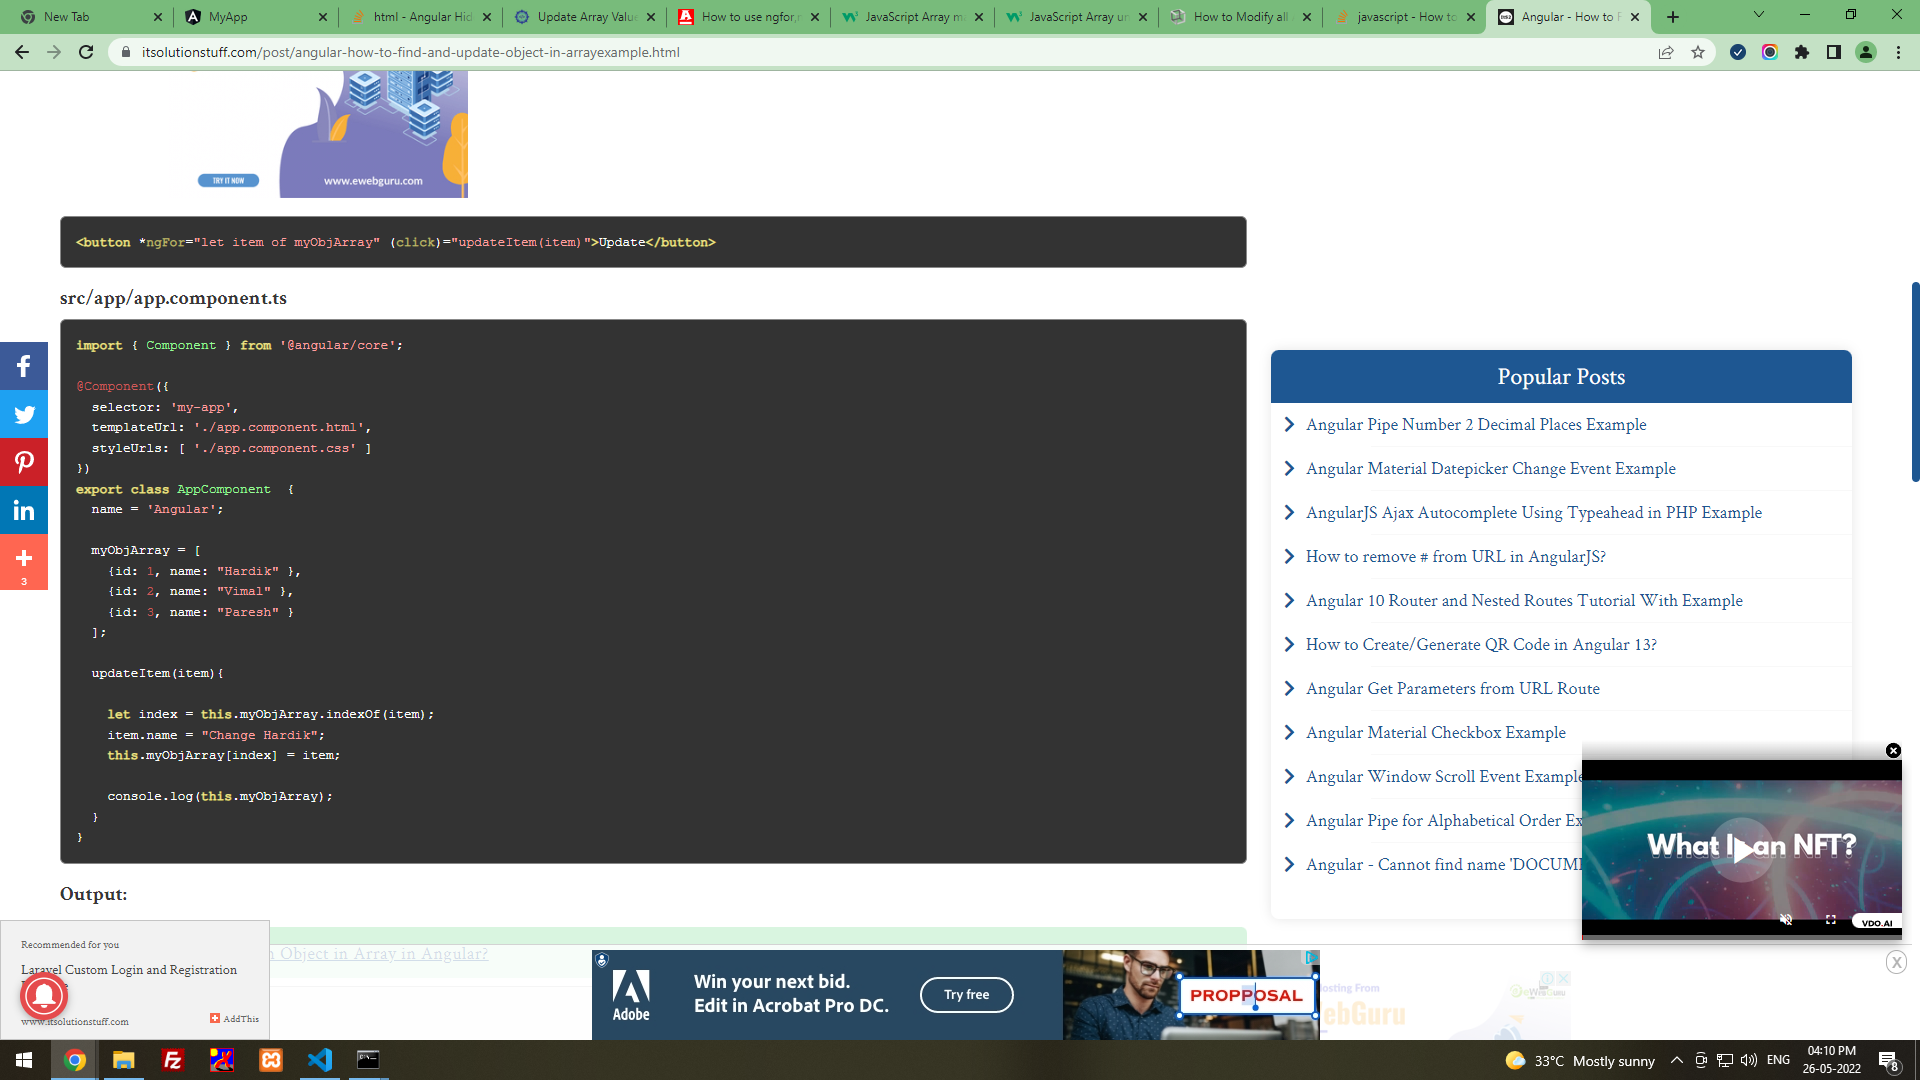 New Tab
MyApp
html - Angular Hid
Update Array Value
How to use ngfor,n
JavaScript Array ma
JavaScript Array un
How to Modify all
javascript - How to
Angular - How to F
itsolutionstuff.com/post/angular-how-to-find-and-update-object-in-arrayexample.html
TRY IT NOW
www.ewebguru.com
<button *ngFor="let item of myObjArray" (click)="updateItem(item)">Update</button>
src/app/app.component.ts
import { Component } from '@angular/core';
@Component({
selector: 'my-app',
templateUrl: './app.component.html',
styleUrls: [ './app.component.css' ]
})
export class AppComponent  {
name = 'Angular';
myObjArray = [
{id: 1, name: "Hardik" },
{id: 2, name: "Vimal" },
{id: 3, name: "Paresh" }
];
updateItem(item){
let index = this.myObjArray.indexOf(item);
item.name = "Change Hardik";
this.myObjArray[index] = item;
console.log(this.myObjArray);
}
}
Output:
3
Popular Posts
Angular Pipe Number 2 Decimal Places Example
Angular Material Datepicker Change Event Example
AngularJS Ajax Autocomplete Using Typeahead in PHP Example
How to remove # from URL in AngularJS?
Angular 10 Router and Nested Routes Tutorial With Example
How to Create/Generate QR Code in Angular 13?
Angular Get Parameters from URL Route
Angular Material Checkbox Example
Angular Window Scroll Event Example
Angular Pipe for Alphabetical Order Ex
Angular - Cannot find name 'DOCUM
What I an NFT?
VDO.AI
Recommended for you
Laravel Custom Login and Registration
www.itsolutionstuff.com
AddThis
Object in Array in Angular?
Adobe
Win your next bid.
Edit in Acrobat Pro DC.
Try free
PROPPOSAL
osting From
ebGuru
X
33°C Mostly sunny
ENG
04:10 PM
26-05-2022
8